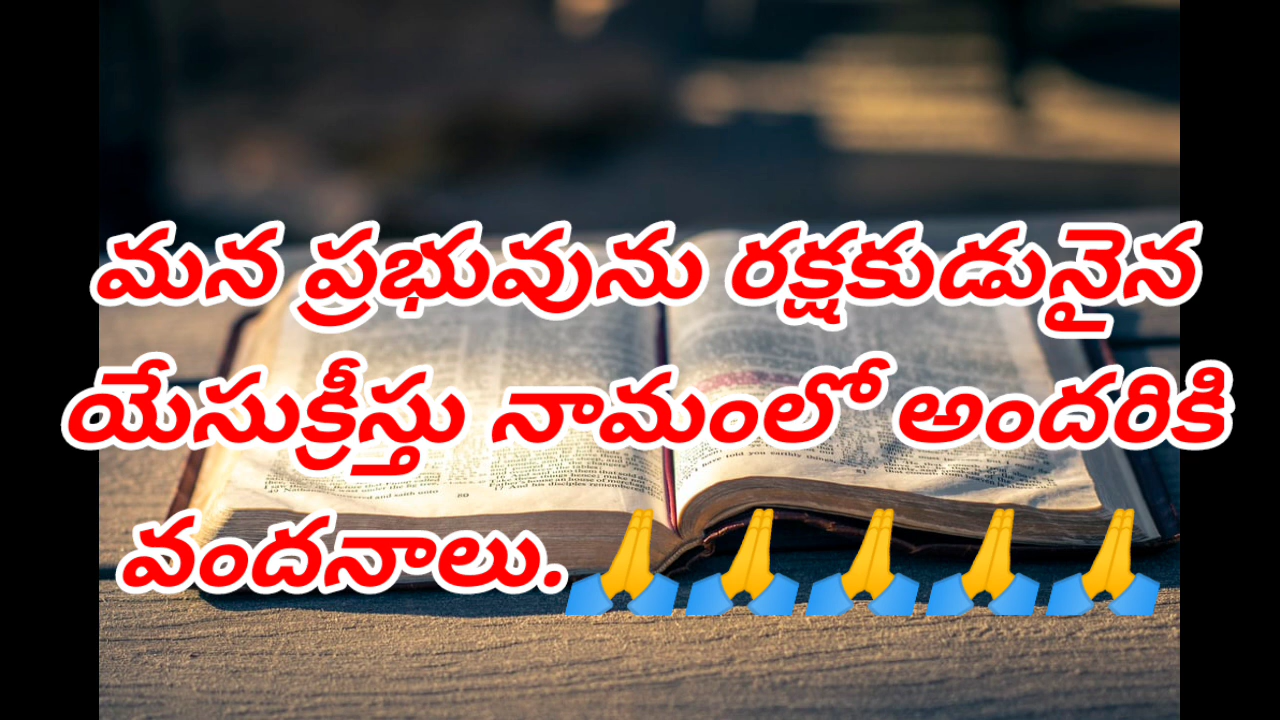 మన ప్రభువును రక్షకుడునైన
యేసుక్రీస్తు నామంలో అందరికి
వందనాలు.🙏🙏🙏🙏🙏